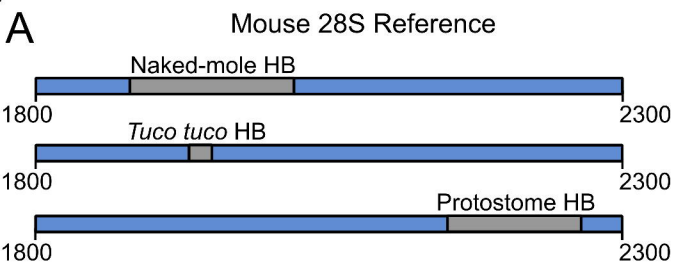 A
Mouse 28S Reference
Naked-mole HB
1800 2300
Tuco tuco HB
1800 2300
Protostome HB
1800 2300